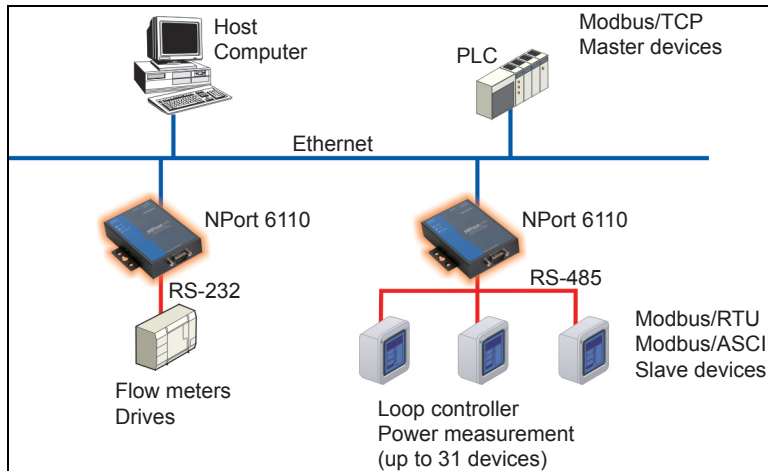 Host
Computer
PLC
Modbus/TCP
Master devices
Ethernet
NPort 6110
NPort 6110
RS-232
RS-485
Flow meters
Drives
Loop controller
Power measurement
(up to 31 devices)
Modbus/RTU
Modbus/ASCI
Slave devices